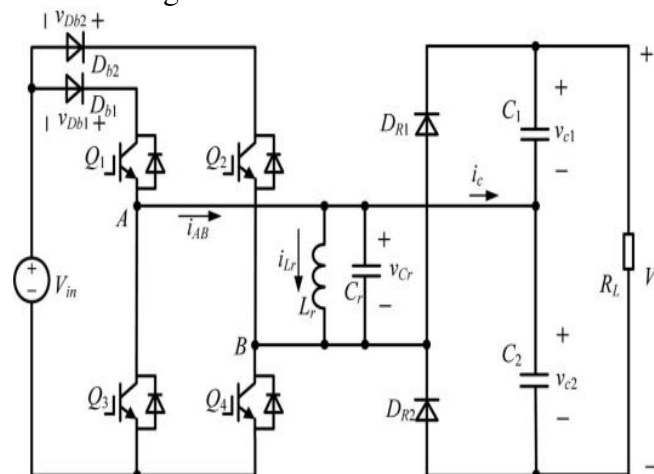 | v_Db2 +
D_b2
D_b1
| v_Db1 +
Q_1
Q_2
D_R1
C_1
+
v_c1
−
+
A
i_AB
i_c
i_Lr
L_r
C_r
+
v_Cr
−
+
−
V_in
R_L
V
B
Q_3
Q_4
D_R2
C_2
+
v_c2
−
−